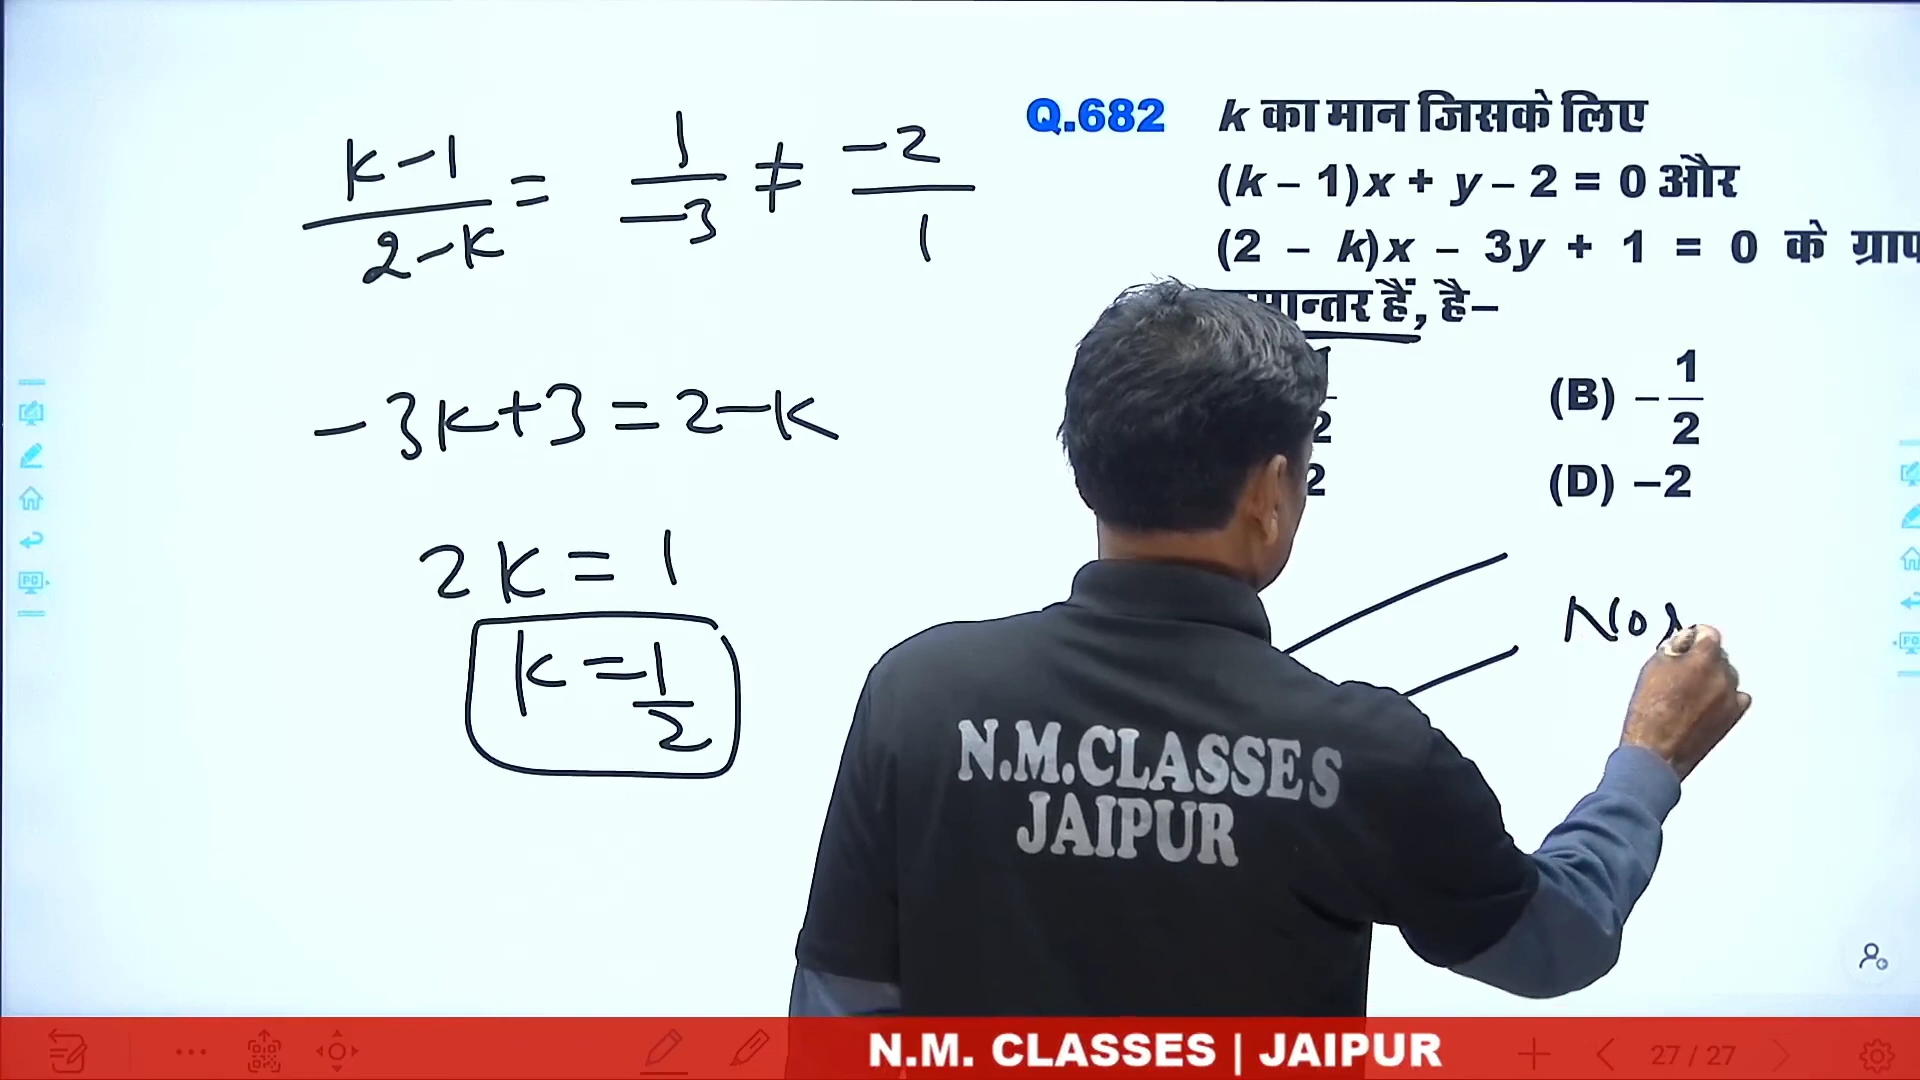 k-1 / 2-k = 1 / -3 ≠ -2 / 1
-3k+3=2-k
2k=1
k=1/2
Q.682 k का मान जिसके लिए
(k – 1)x + y – 2 = 0 और
(2 – k)x – 3y + 1 = 0 के
हैं, है–
(B) -1/2
(D) –2
No
N.M.CLASSES
JAIPUR
N.M. CLASSES | JAIPUR
27 / 27